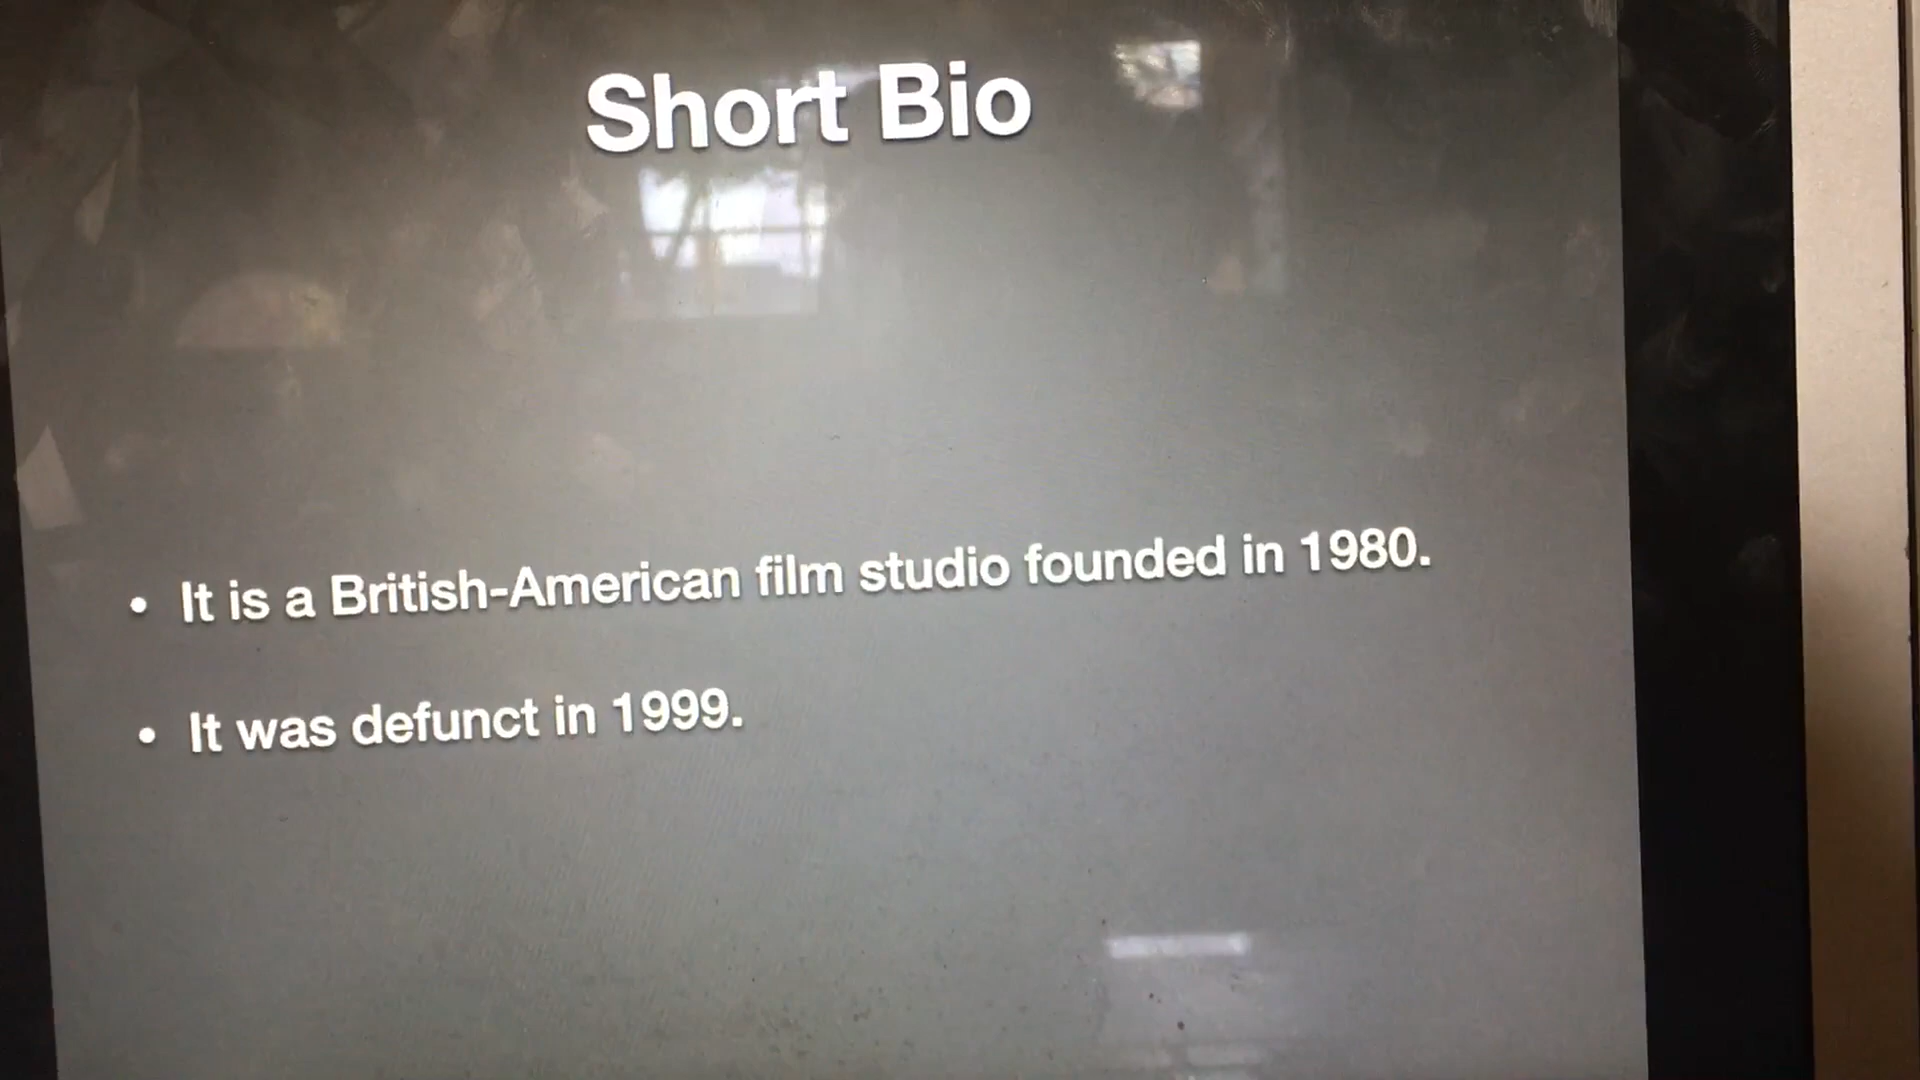 Short Bio
• It is a British-American film studio founded in 1980.
• It was defunct in 1999.